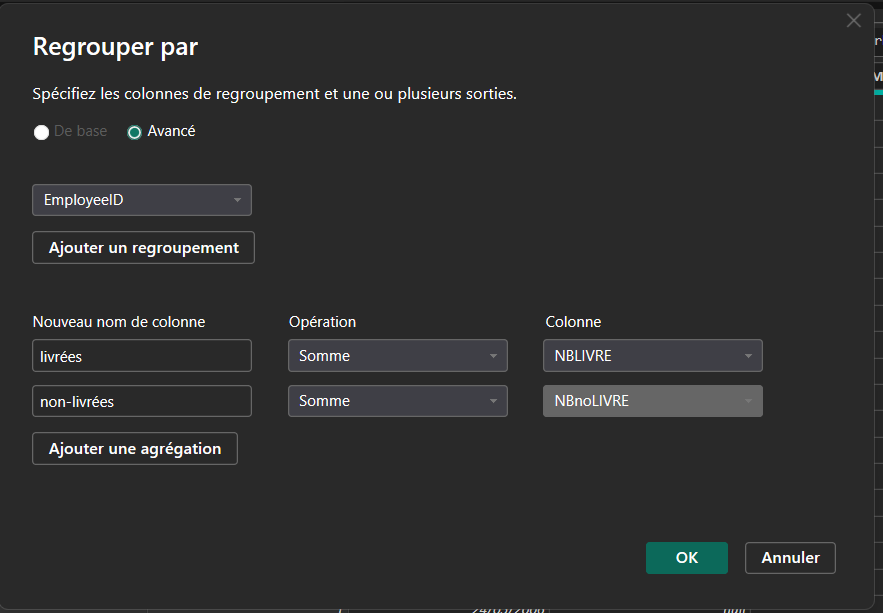 Regrouper par
Spécifiez les colonnes de regroupement et une ou plusieurs sorties.
De base Avancé
EmployeeID
Ajouter un regroupement
Nouveau nom de colonne Opération Colonne
livrées Somme NBLIVRE
non-livrées Somme NBnoLIVRE
Ajouter une agrégation
OK Annuler